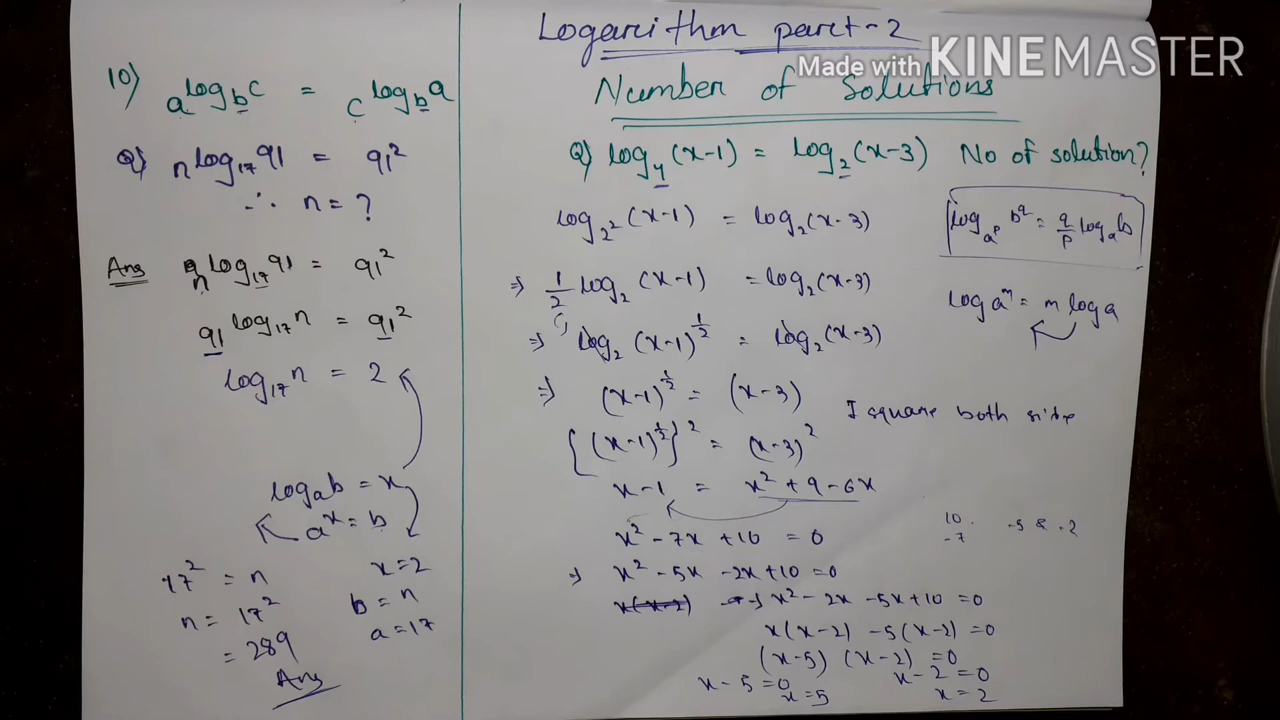 Logarithm part-2
Made with KINEMASTER
10) a^log_b c = c^log_b a
Q) n^log_17 91 = 91^2
∴ n = ?
Ans n^log_17 91 = 91^2
91^log_17 n = 91^2
log_17 n = 2
log_a b = x
a^x = b
17^2 = n
n = 17^2
= 289
Ans
x = 2
b = n
a = 17
Number of Solutions
Q) log_4 (x-1) = log_2 (x-3) No of solution?
log_2^2 (x-1) = log_2 (x-3)
log_a^p b^q = q/p log_a b
⇒ 1/2 log_2 (x-1) = log_2 (x-3)
log a^m = m log a
⇒ log_2 (x-1)^1/2 = log_2 (x-3)
⇒ (x-1)^1/2 = (x-3)
I square both side
{(x-1)^1/2}^2 = (x-3)^2
x-1 = x^2 + 9 - 6x
x^2 - 7x + 10 = 0
10
-7
-5 & -2
⇒ x^2 - 5x - 2x + 10 = 0
x(x-2) ⇒ x^2 - 2x - 5x + 10 = 0
x(x-2) -5(x-2) = 0
(x-5) (x-2) = 0
x - 5 = 0
x = 5
x - 2 = 0
x = 2